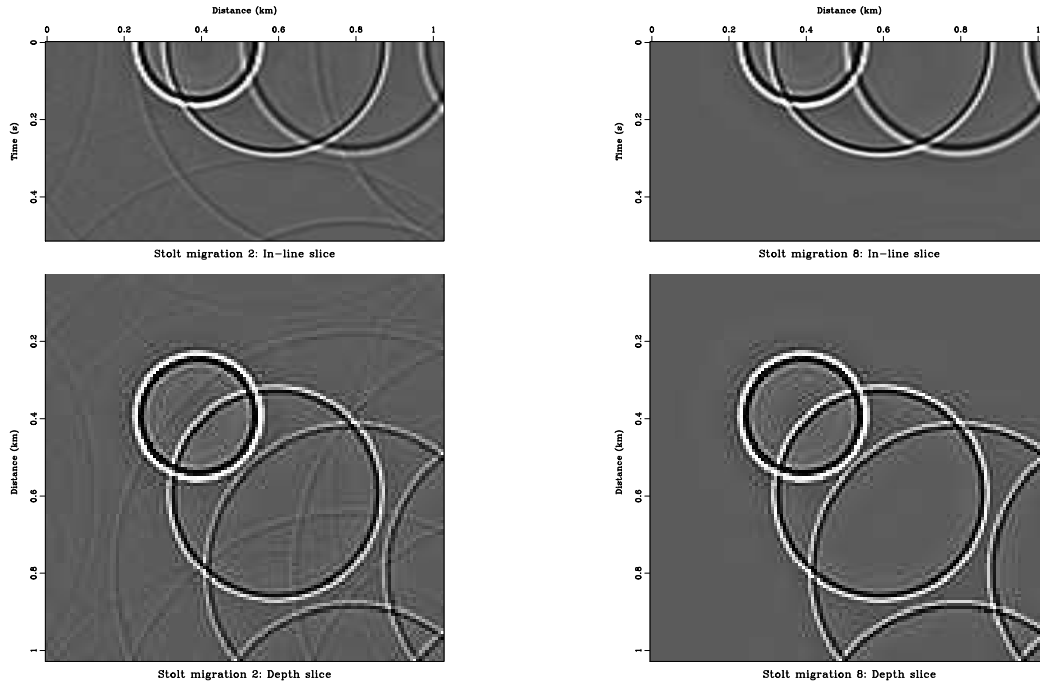 Distance (km)
0 0.2 0.4 0.6 0.8 1
0 0.2 0.4
Time (s)
Stolt migration 2: In-line slice
Distance (km)
0 0.2 0.4 0.6 0.8 1
0 0.2 0.4
Time (s)
Stolt migration 8: In-line slice
0.2 0.4 0.6 0.8 1
Distance (km)
Stolt migration 2: Depth slice
0.2 0.4 0.6 0.8 1
Distance (km)
Stolt migration 8: Depth slice